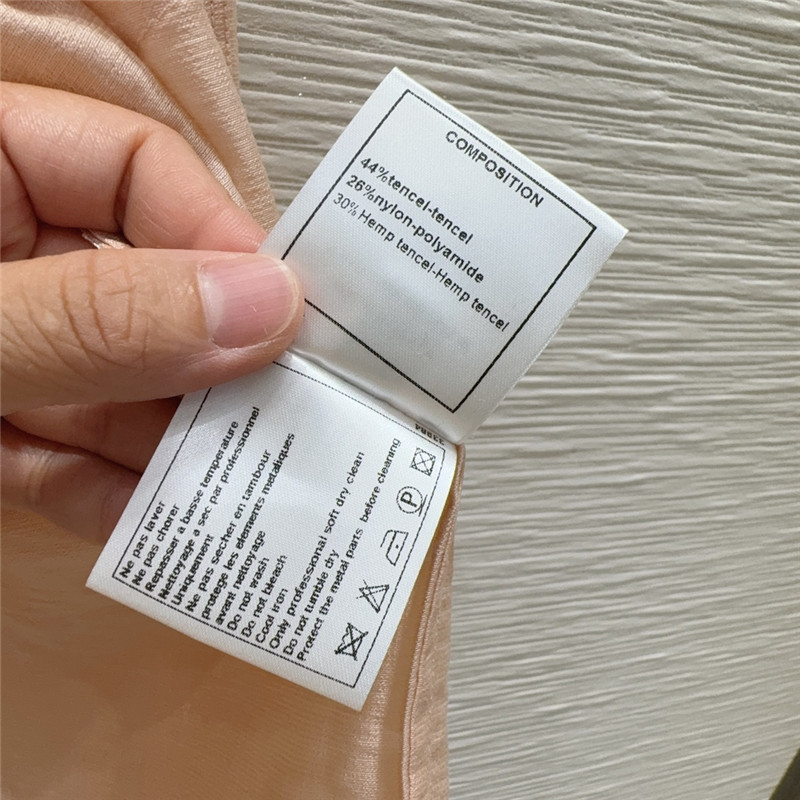 COMPOSITION
44%tencel-tencel
26%nylon-polyamide
30% Hemp tencel-Hemp tencel
Ne pas laver
Ne pas chorer
Repasser à basse temperature
Nettoyage a sec par professionnel
Uniquement
Ne pas secher en tambour
protege les elements metaliques
avant nettoyage
Do not wash
Do not bleach
Cool iron
Only professional soft dry clean
Do not tumble dry
Protect the metal parts before cleaning
P